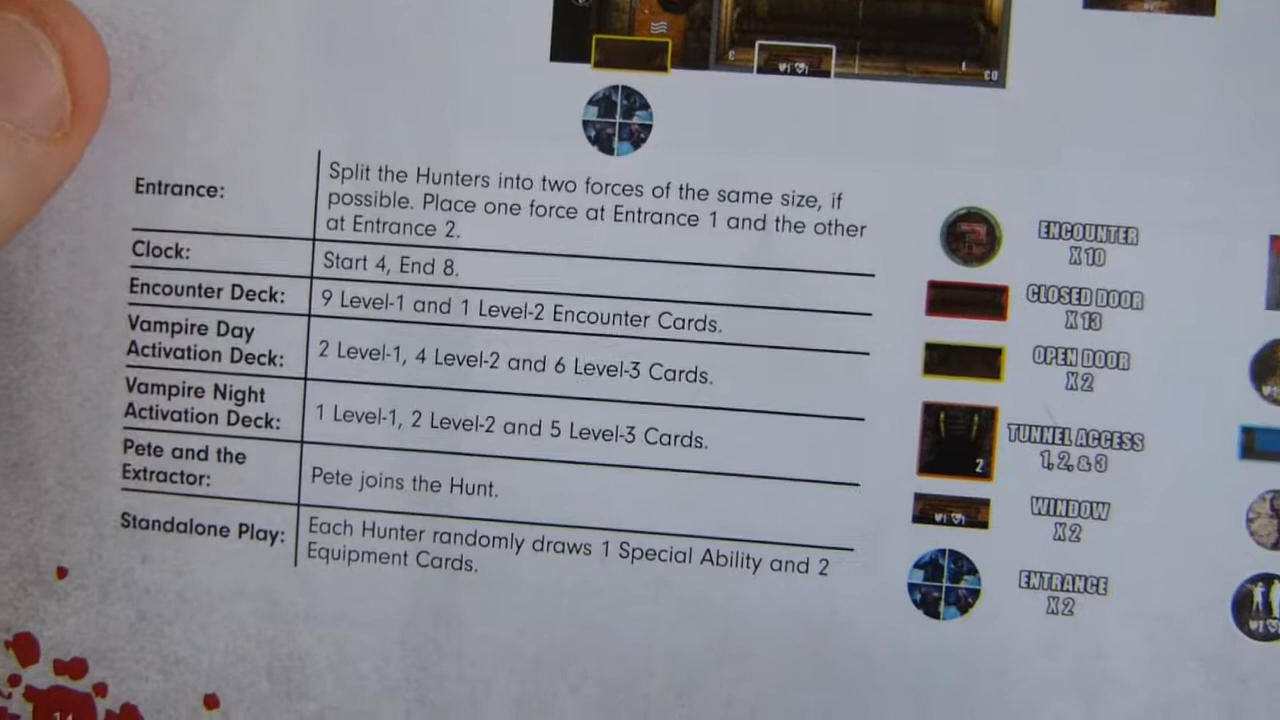 Entrance:
Split the Hunters into two forces of the same size, if
possible. Place one force at Entrance 1 and the other
at Entrance 2.
Clock:
Start 4, End 8.
Encounter Deck:
9 Level-1 and 1 Level-2 Encounter Cards.
Vampire Day
Activation Deck:
2 Level-1, 4 Level-2 and 6 Level-3 Cards.
Vampire Night
Activation Deck:
1 Level-1, 2 Level-2 and 5 Level-3 Cards.
Pete and the
Extractor:
Pete joins the Hunt.
Standalone Play:
Each Hunter randomly draws 1 Special Ability and 2
Equipment Cards.
ENCOUNTER
X 10
CLOSED DOOR
X 13
OPEN DOOR
X 2
2
TUNNEL ACCESS
1, 2, & 3
WINDOW
X 2
ENTRANCE
X 2